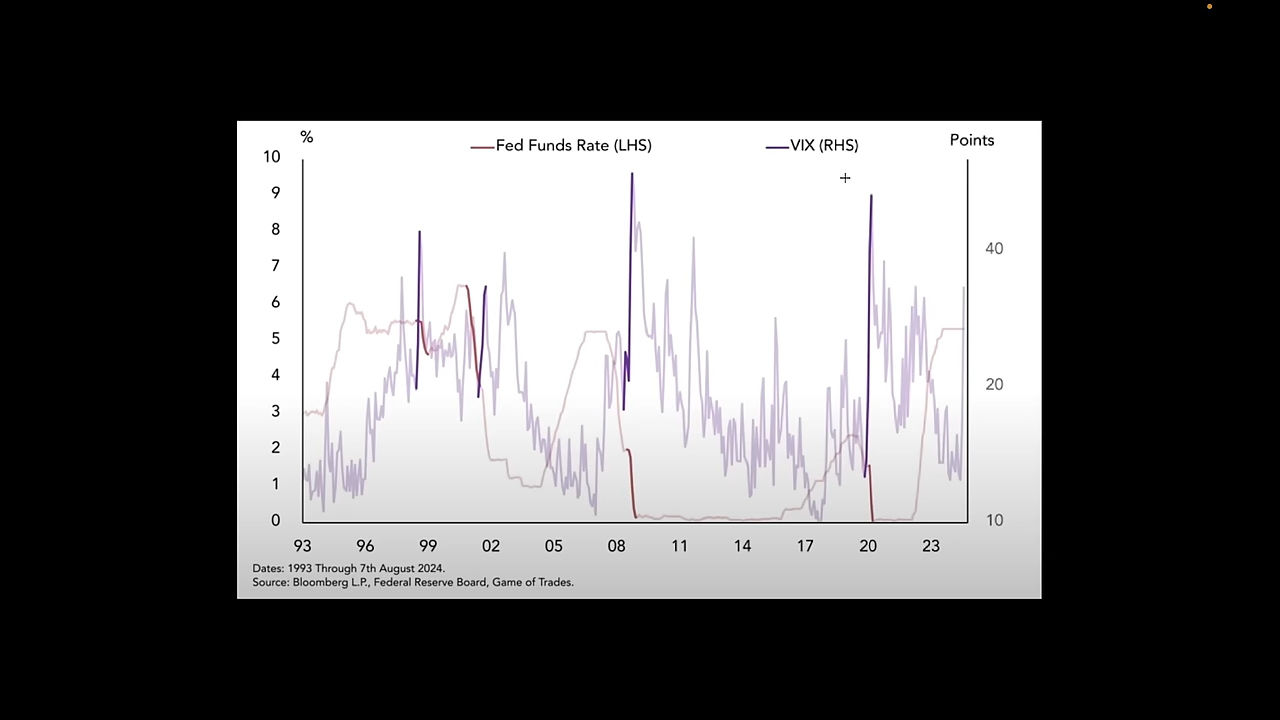 %
Fed Funds Rate (LHS)
VIX (RHS)
Points
10
9
8
7
6
5
4
3
2
1
0
40
20
10
93 96 99 02 05 08 11 14 17 20 23
Dates: 1993 Through 7th August 2024.
Source: Bloomberg L.P., Federal Reserve Board, Game of Trades.